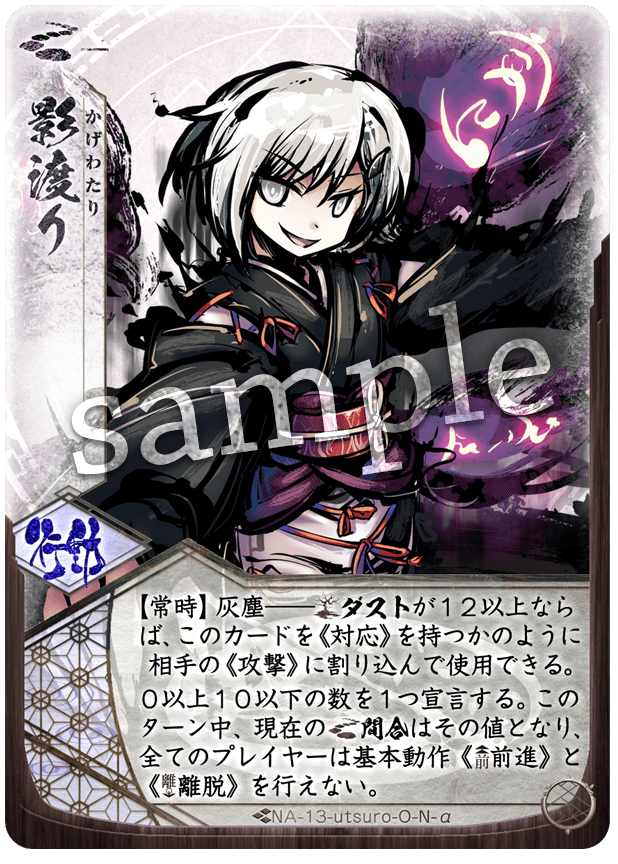 影渡り
かげわたり
sample
行動
【常時】灰塵──ダストが12以上なら
ば、このカードを《対応》を持つかのように
相手の《攻撃》に割り込んで使用できる。
０以上１０以下の数を１つ宣言する。この
ターン中、現在の間合はその値となり、
全てのプレイヤーは基本動作《前前進》と
《離離脱》を行えない。
NA-13-utsuro-O-N-α